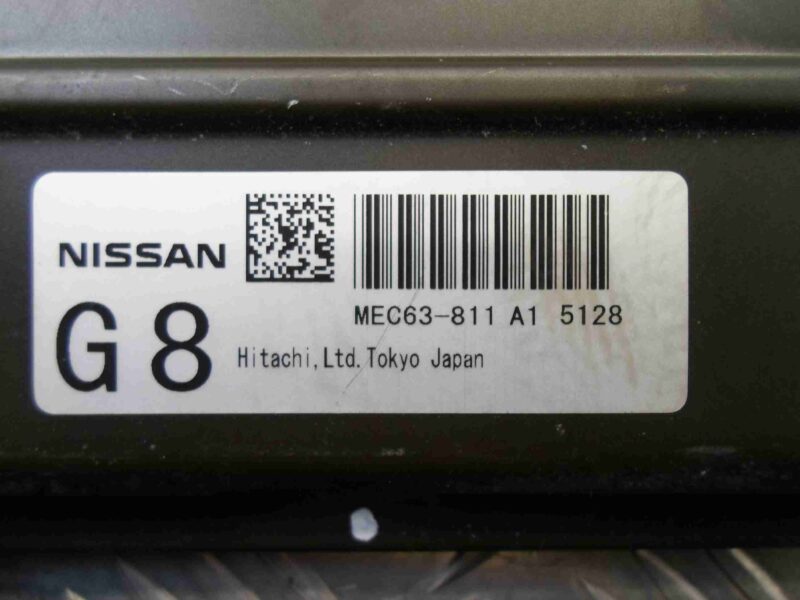 NISSAN
G8
MEC63-811 A1 5128
Hitachi,Ltd.Tokyo Japan